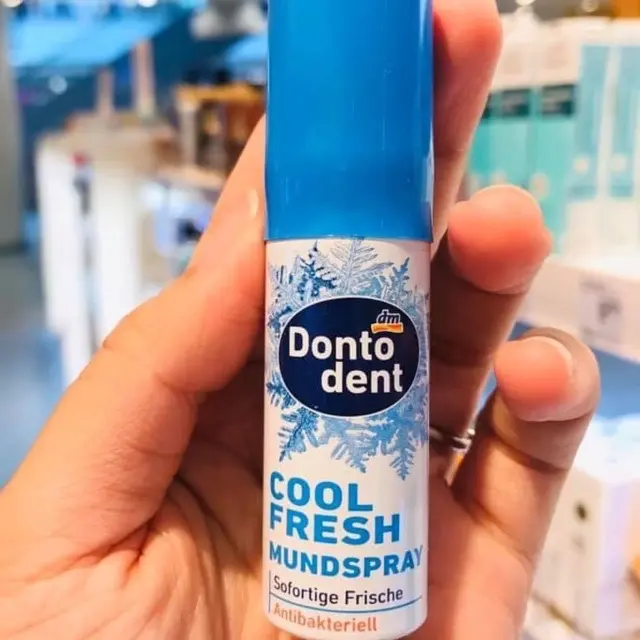 dm
Donto
dent
COOL
FRESH
MUNDSPRAY
Sofortige Frische
Antibakteriell